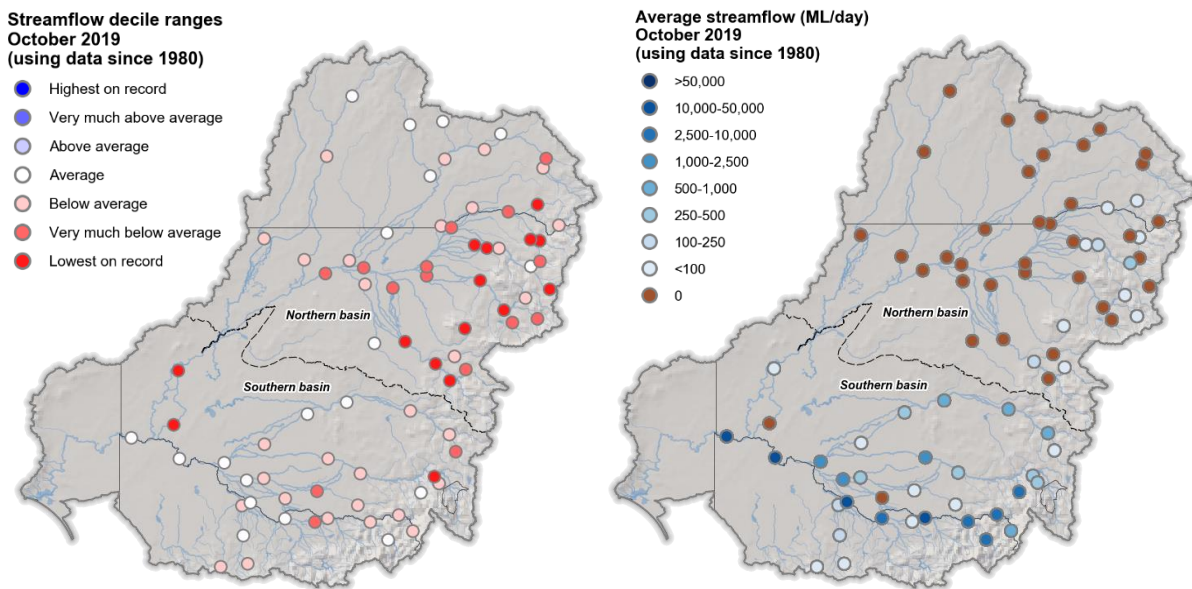 Streamflow decile ranges
October 2019
(using data since 1980)
Highest on record
Very much above average
Above average
Average
Below average
Very much below average
Lowest on record
Northern basin
Southern basin
Average streamflow (ML/day)
October 2019
(using data since 1980)
>50,000
10,000-50,000
2,500-10,000
1,000-2,500
500-1,000
250-500
100-250
<100
0
Northern basin
Southern basin